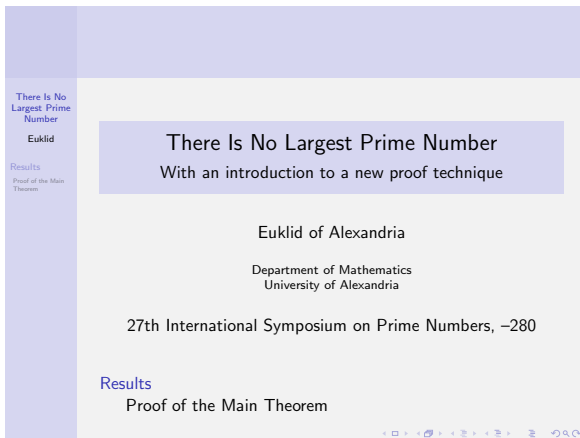 There Is No
Largest Prime
Number
Euklid
Results
Proof of the Main
Theorem
There Is No Largest Prime Number
With an introduction to a new proof technique
Euklid of Alexandria
Department of Mathematics
University of Alexandria
27th International Symposium on Prime Numbers, –280
Results
Proof of the Main Theorem